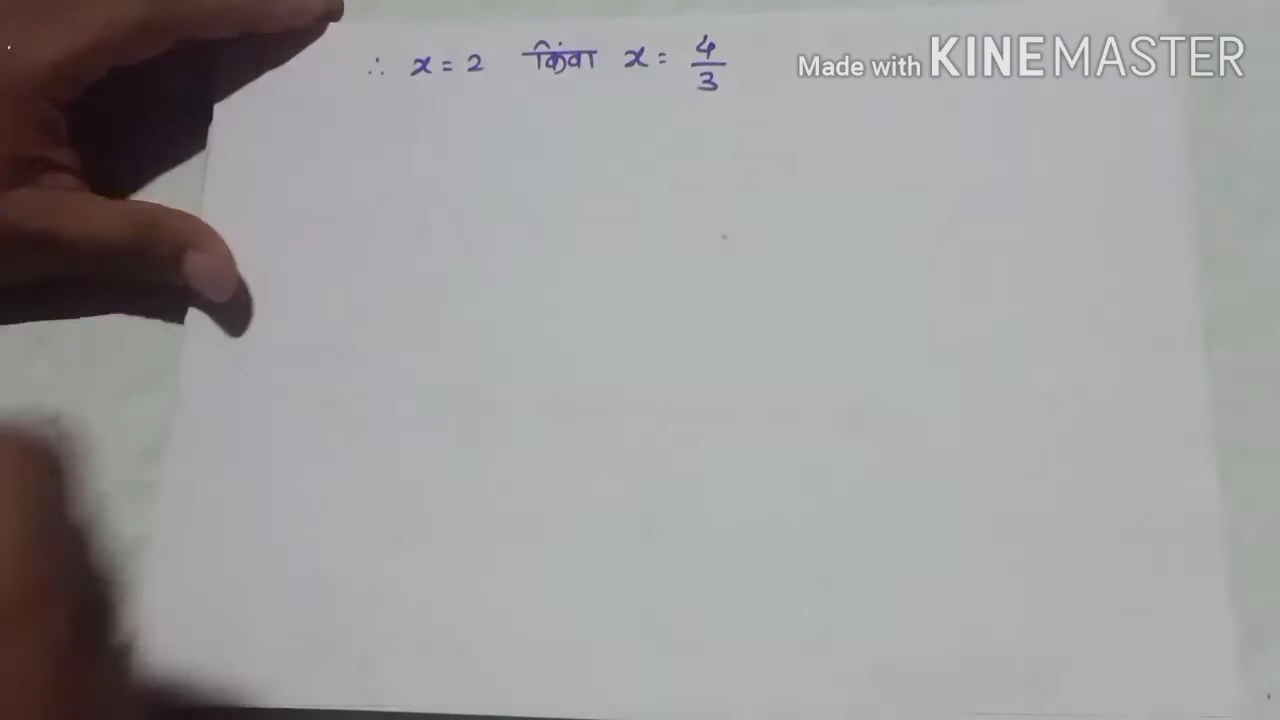 ∴ x = 2 किंवा x = 4/3
Made with KINEMASTER